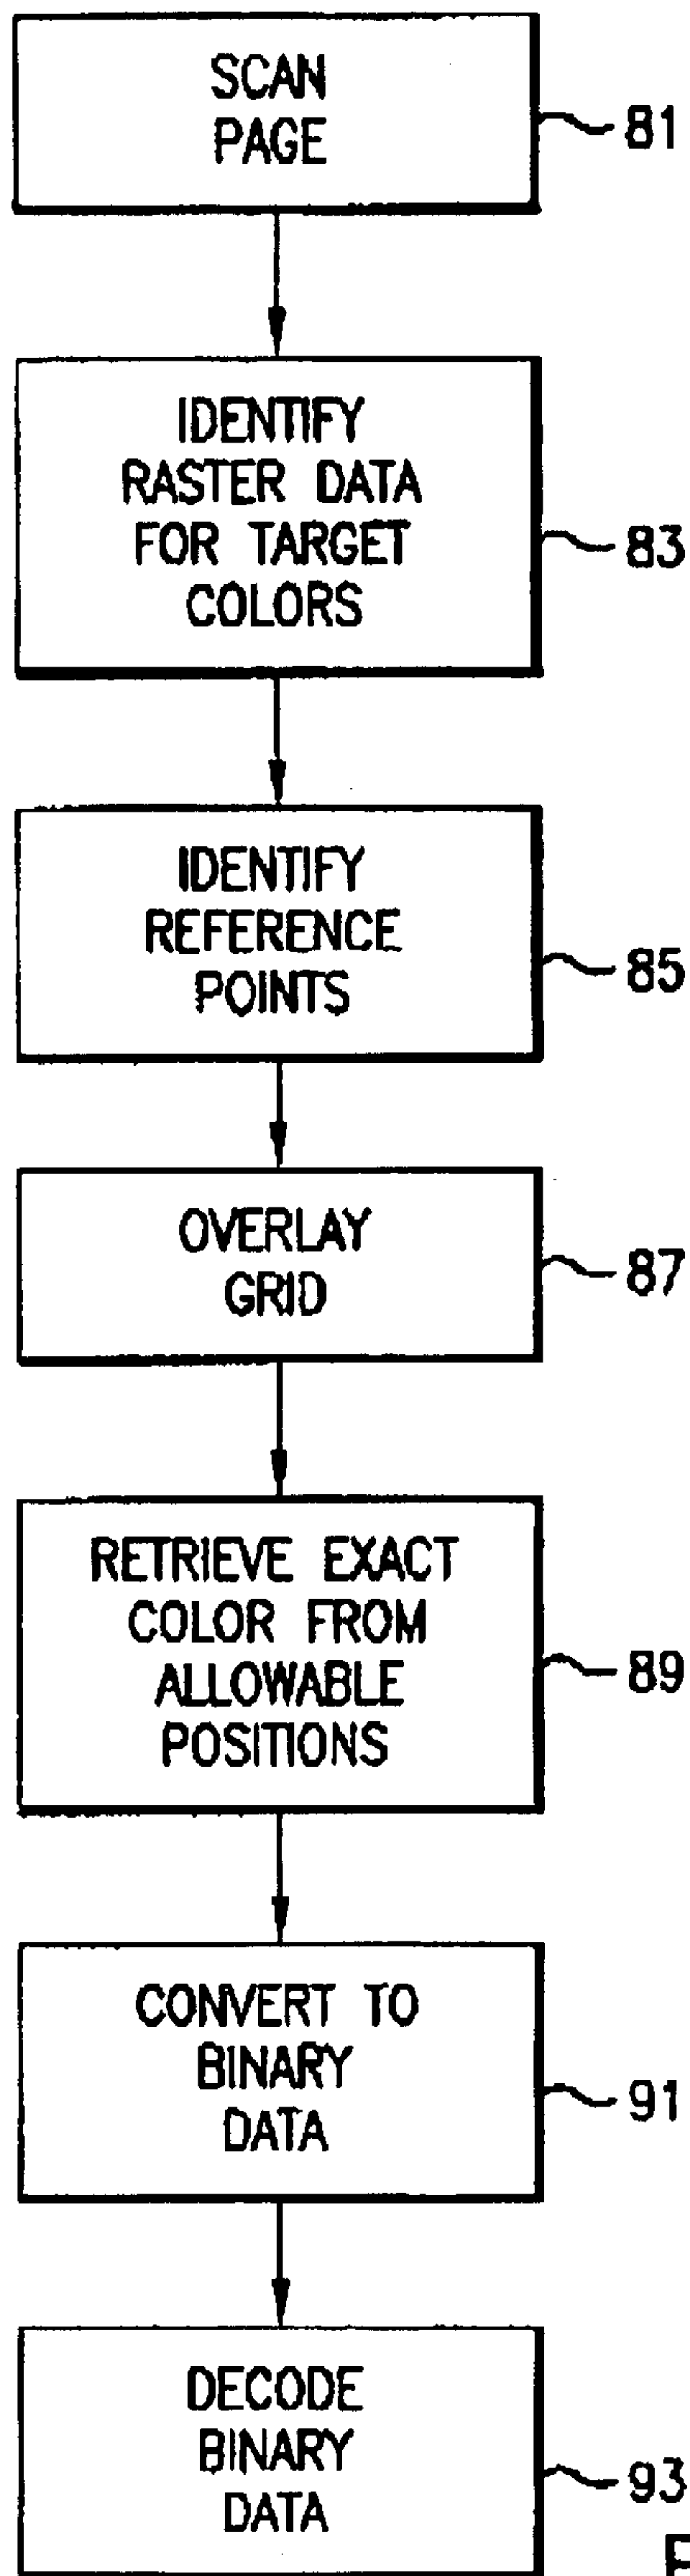 SCAN
PAGE
81
IDENTIFY
RASTER DATA
FOR TARGET
COLORS
83
IDENTIFY
REFERENCE
POINTS
85
OVERLAY
GRID
87
RETRIEVE EXACT
COLOR FROM
ALLOWABLE
POSITIONS
89
CONVERT TO
BINARY
DATA
91
DECODE
BINARY
DATA
93